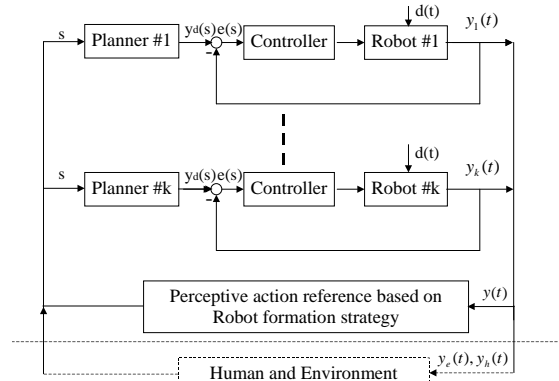 d(t)
s
Planner #1
yd(s)
e(s)
Controller
Robot #1
y1(t)
-
d(t)
s
Planner #k
yd(s)
e(s)
Controller
Robot #k
yk(t)
-
Perceptive action reference based on
Robot formation strategy
y(t)
Human and Environment
ye(t), yh(t)